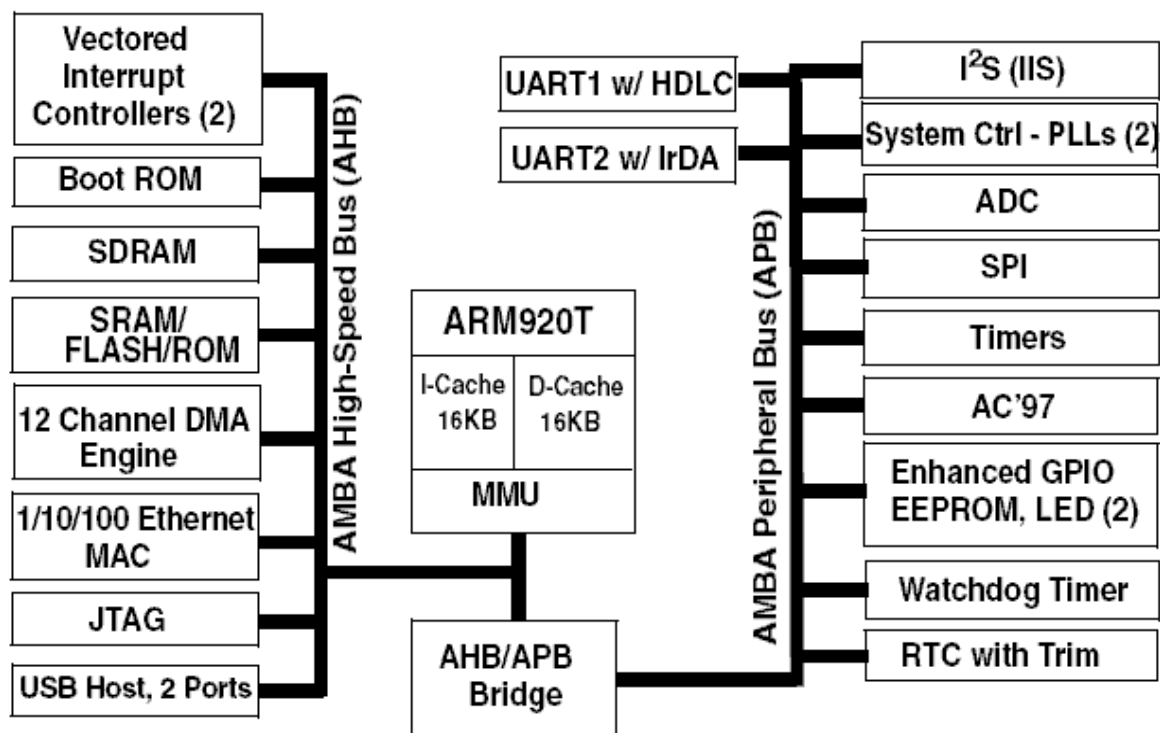 Vectored
Interrupt
Controllers (2)
Boot ROM
SDRAM
SRAM/
FLASH/ROM
12 Channel DMA
Engine
1/10/100 Ethernet
MAC
JTAG
USB Host, 2 Ports
AMBA High-Speed Bus (AHB)
ARM920T
I-Cache
16KB
D-Cache
16KB
MMU
AHB/APB
Bridge
UART1 w/ HDLC
UART2 w/ IrDA
AMBA Peripheral Bus (APB)
I²S (IIS)
System Ctrl - PLLs (2)
ADC
SPI
Timers
AC'97
Enhanced GPIO
EEPROM, LED (2)
Watchdog Timer
RTC with Trim